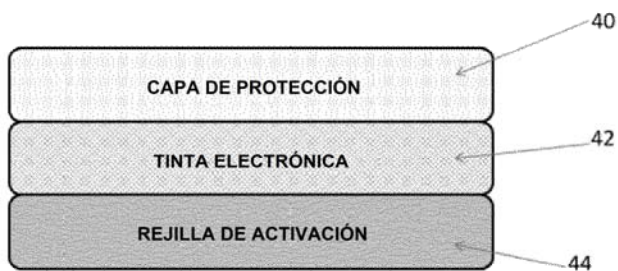 40
CAPA DE PROTECCIÓN
42
TINTA ELECTRÓNICA
REJILLA DE ACTIVACIÓN
44